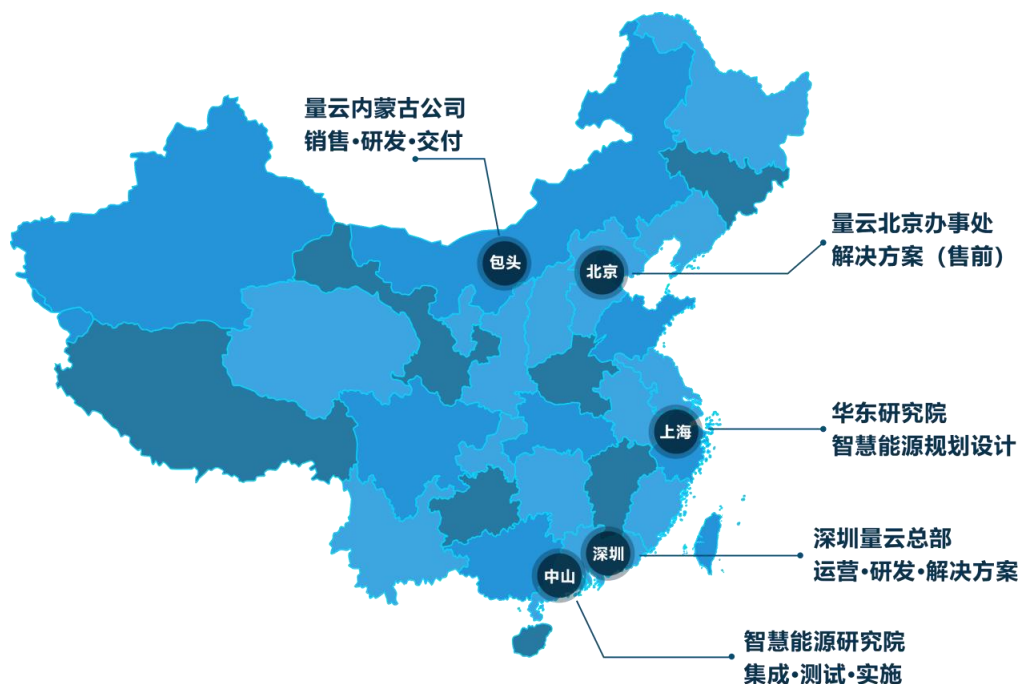 量云内蒙古公司
销售•研发•交付
包头
北京
量云北京办事处
解决方案（售前）
上海
华东研究院
智慧能源规划设计
深圳
深圳量云总部
运营•研发•解决方案
中山
智慧能源研究院
集成•测试•实施